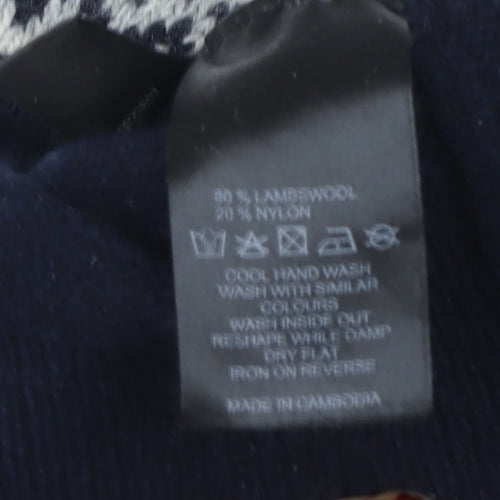 80 % LAMBSWOOL
20 % NYLON
COOL HAND WASH
WASH WITH SIMILAR
COLOURS
WASH INSIDE OUT
RESHAPE WHILE DAMP
DRY FLAT
IRON ON REVERSE
MADE IN CAMBODIA